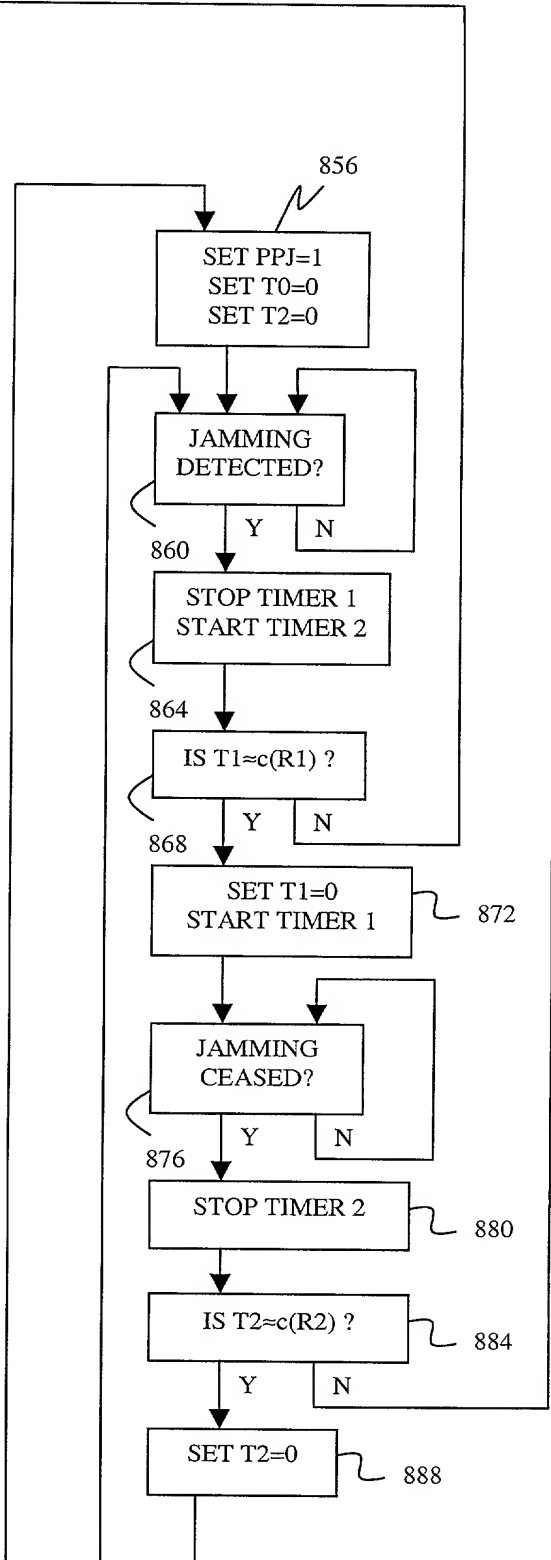 856
SET PPJ=1
SET T0=0
SET T2=0
JAMMING
DETECTED?
Y N
860
STOP TIMER 1
START TIMER 2
864
IS T1≈c(R1) ?
Y N
868
SET T1=0
START TIMER 1
872
JAMMING
CEASED?
Y N
876
STOP TIMER 2
880
IS T2≈c(R2) ?
884
Y N
SET T2=0
888